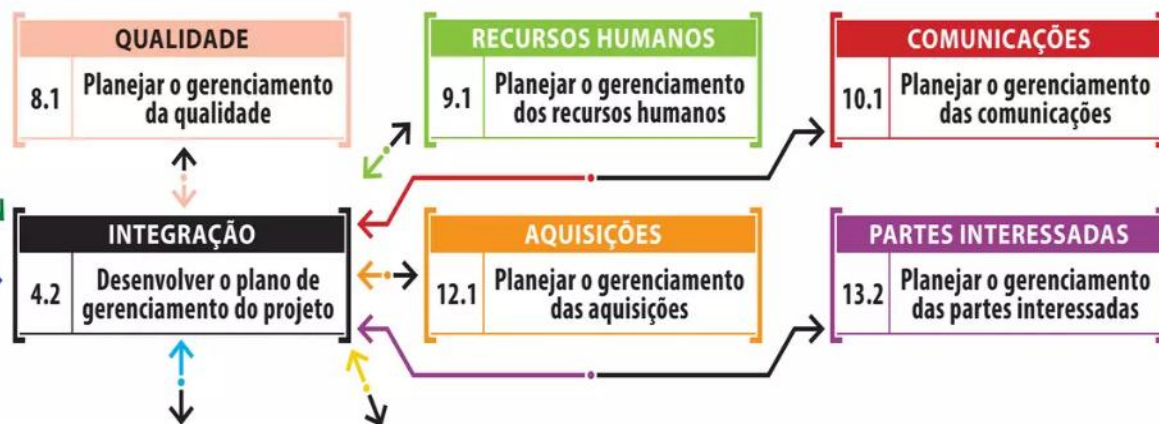 QUALIDADE
8.1
Planejar o gerenciamento
da qualidade
RECURSOS HUMANOS
9.1
Planejar o gerenciamento
dos recursos humanos
COMUNICAÇÕES
10.1
Planejar o gerenciamento
das comunicações
INTEGRAÇÃO
4.2
Desenvolver o plano de
gerenciamento do projeto
AQUISIÇÕES
12.1
Planejar o gerenciamento
das aquisições
PARTES INTERESSADAS
13.2
Planejar o gerenciamento
das partes interessadas